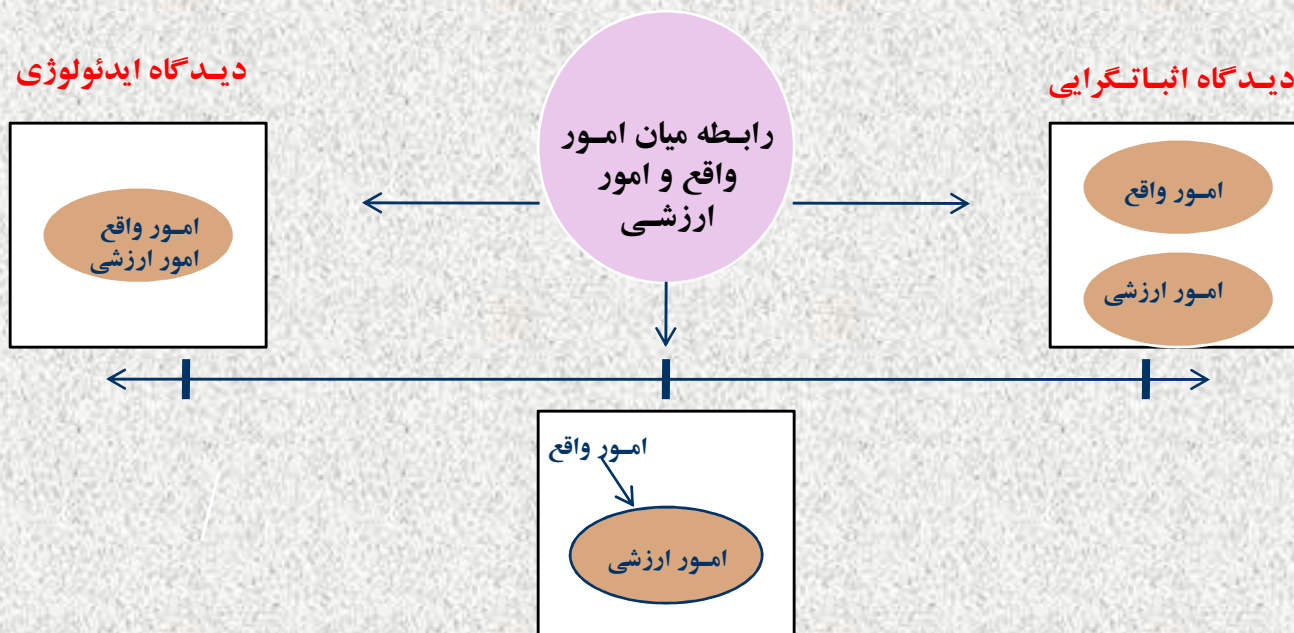 دیدگاه اثباتگرایی
امور واقع
امور ارزشی
رابطه میان امور
واقع و امور
ارزشی
دیدگاه ایدئولوژی
امور واقع
امور ارزشی
امور واقع
امور ارزشی